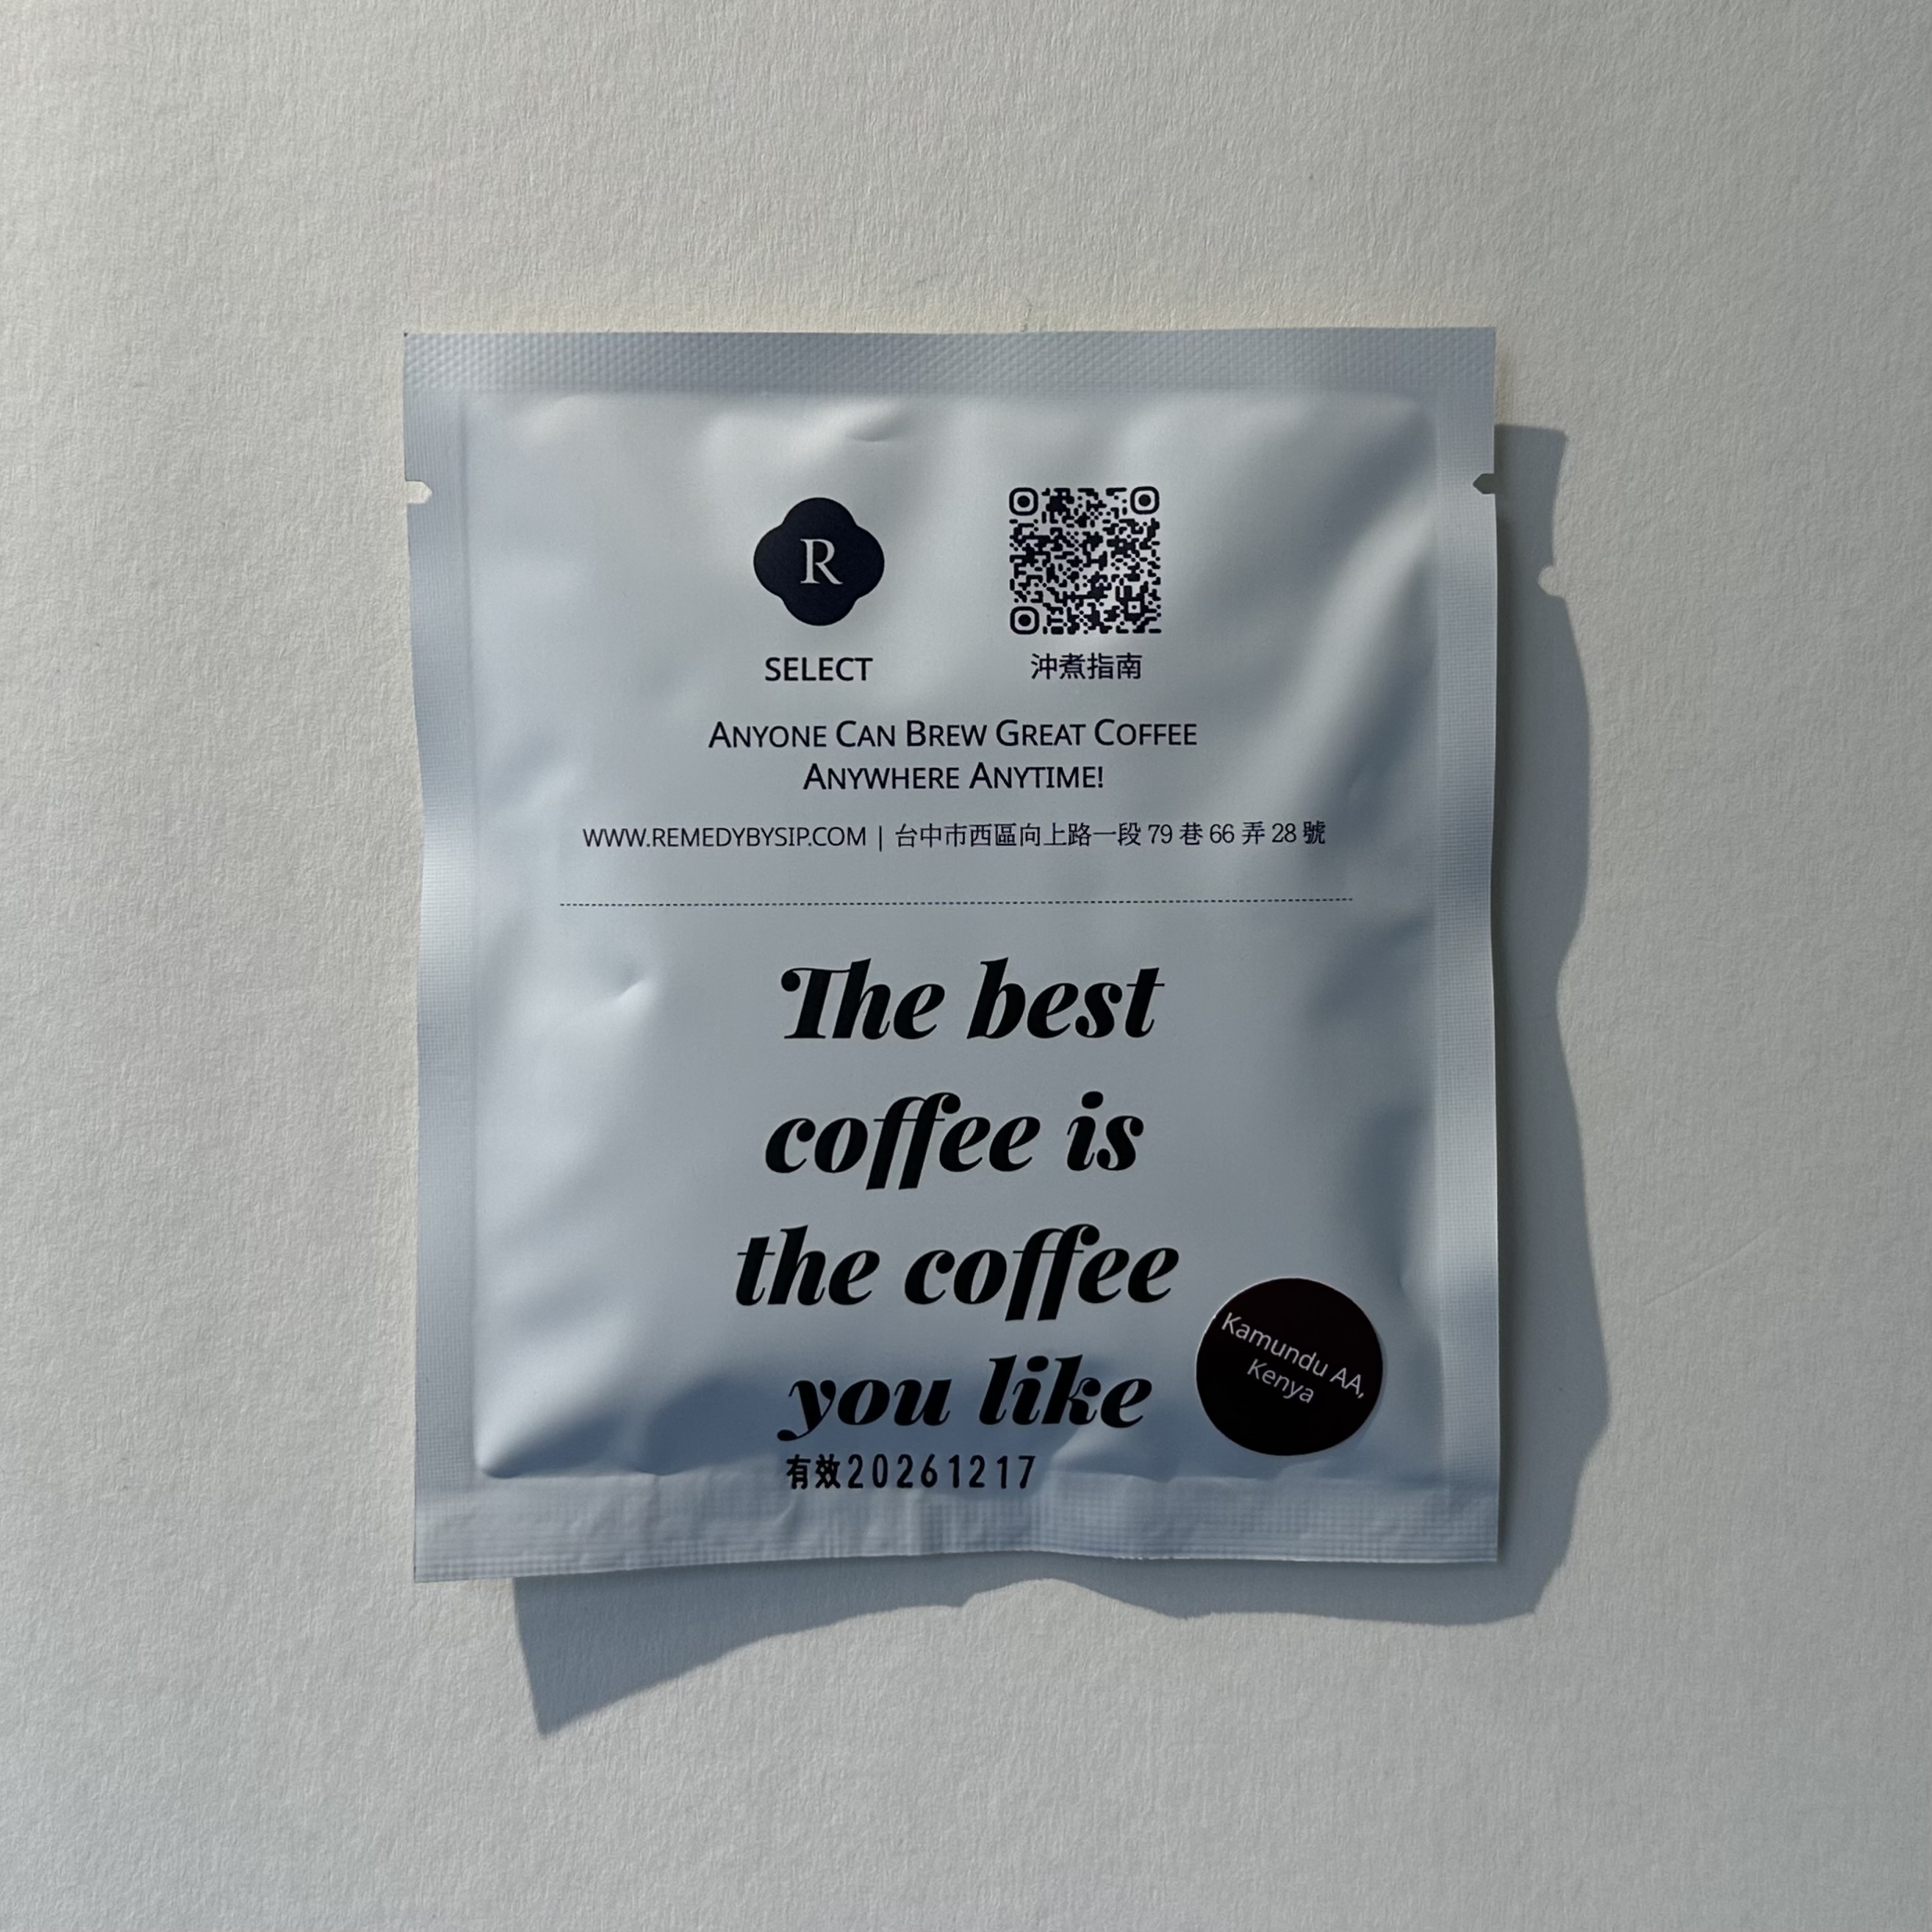 R
SELECT
沖煮指南
ANYONE CAN BREW GREAT COFFEE
ANYWHERE ANYTIME!
WWW.REMEDYBYSIP.COM | 台中市西區向上路一段 79 巷 66 弄 28 號
The best
coffee is
the coffee
you like
Kamundu AA,
Kenya
有效20261217